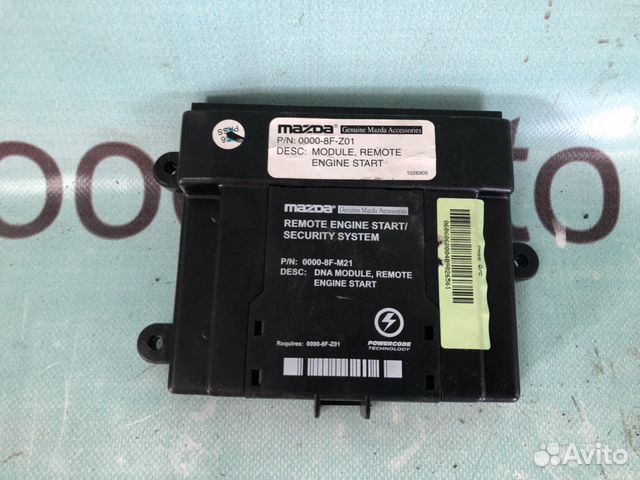 mazda Genuine Mazda Accessories
P/N: 0000-8F-Z01
DESC: MODULE, REMOTE
ENGINE START
1026905
mazda Genuine Mazda Accessories
REMOTE ENGINE START/
SECURITY SYSTEM
P/N: 0000-8F-M21
DESC: DNA MODULE, REMOTE
ENGINE START
Requires: 0000-8F-Z01
POWERCODE
TECHNOLOGY
Avito